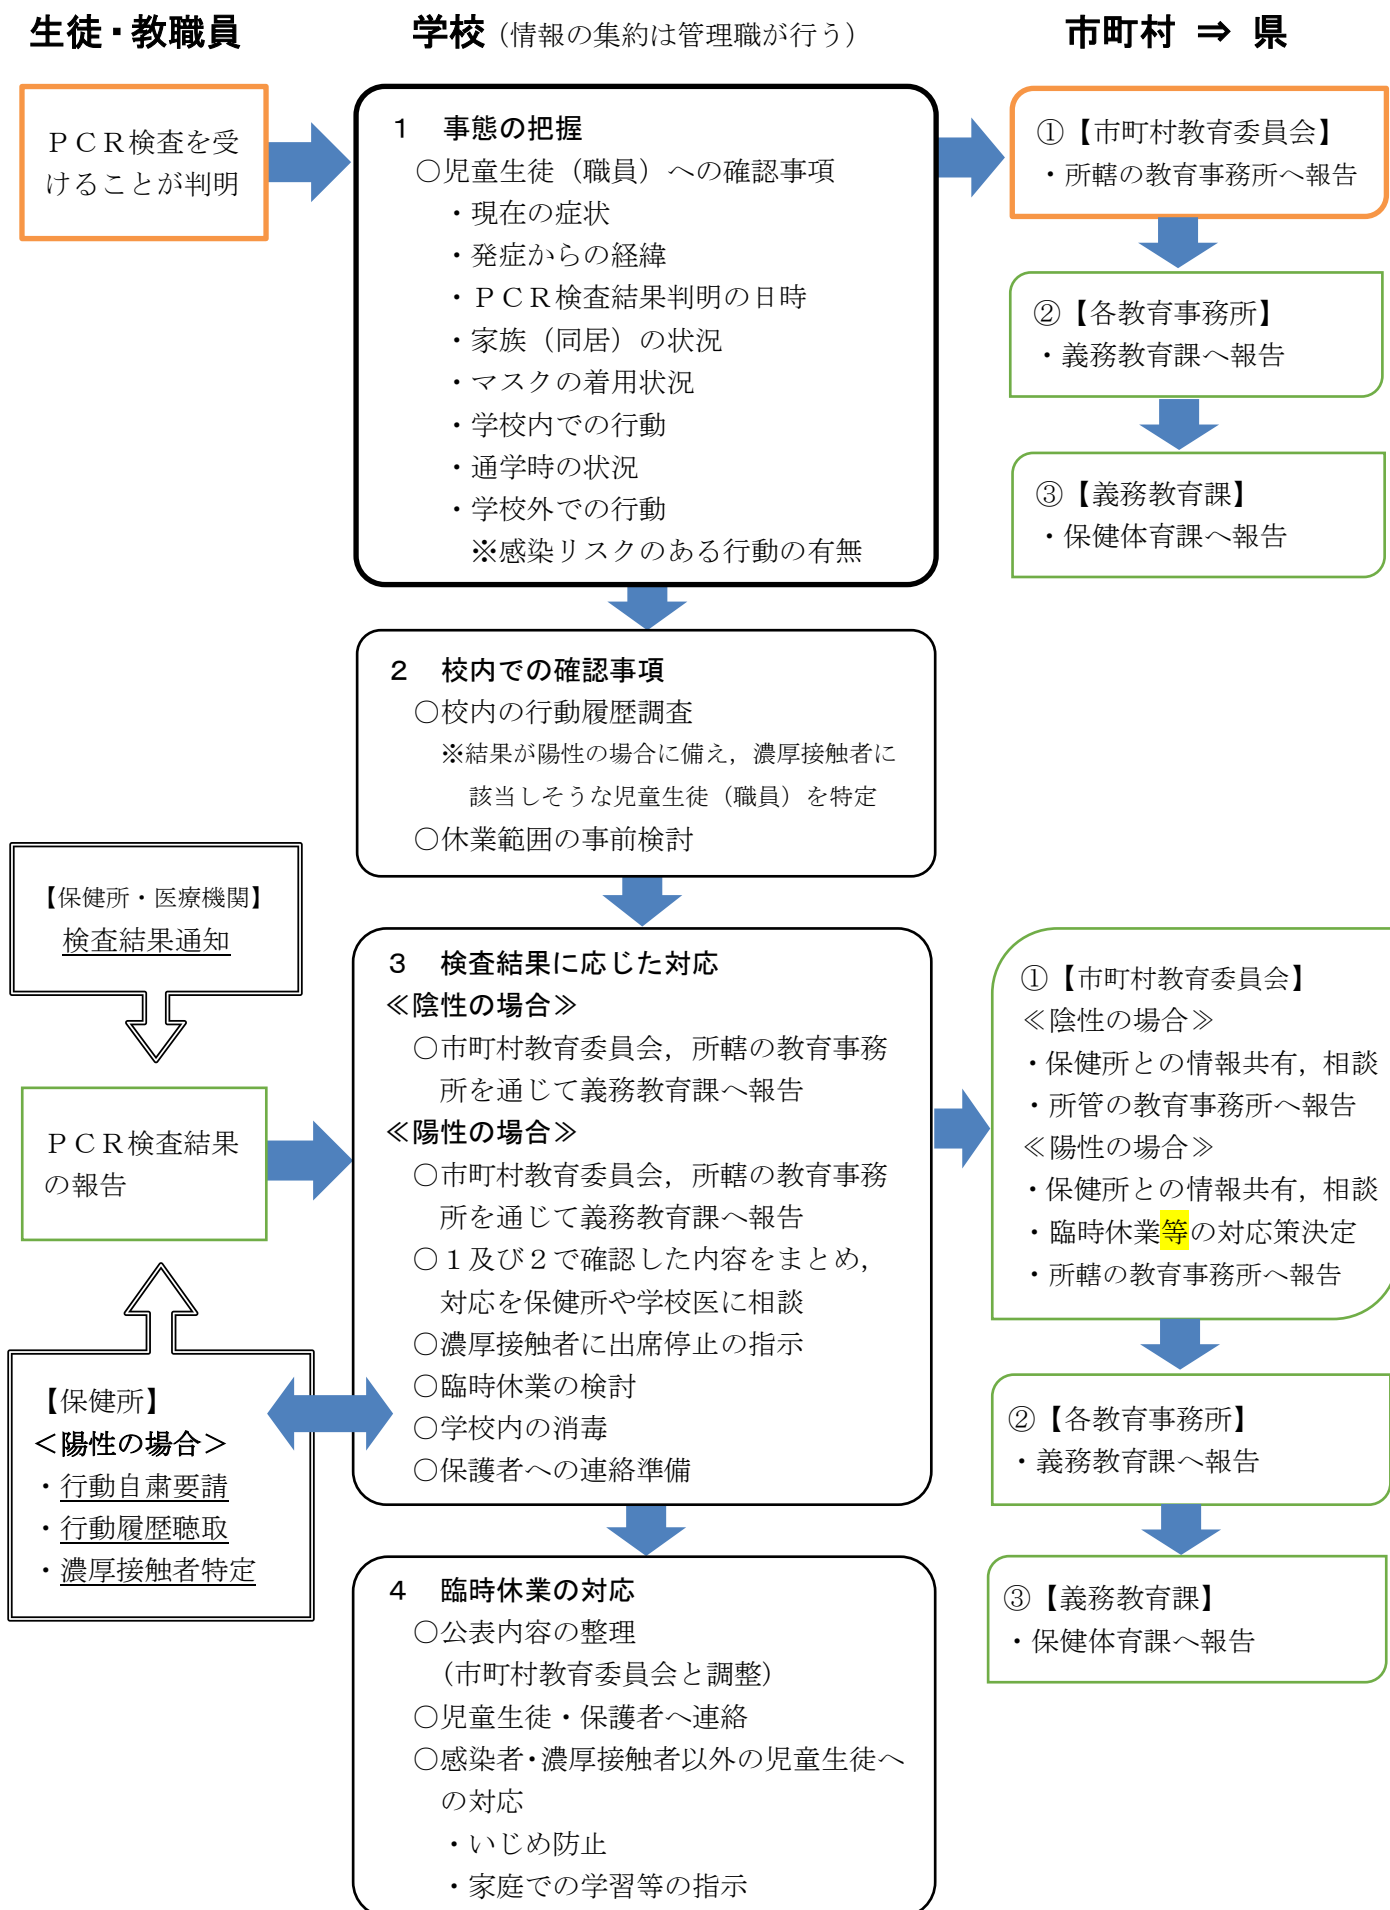 生徒・教職員
学校（情報の集約は管理職が行う）
市町村 ⇒ 県
ＰＣＲ検査を受
けることが判明
１　事態の把握
○児童生徒（職員）への確認事項
・現在の症状
・発症からの経緯
・ＰＣＲ検査結果判明の日時
・家族（同居）の状況
・マスクの着用状況
・学校内での行動
・通学時の状況
・学校外での行動
※感染リスクのある行動の有無
①【市町村教育委員会】
・所轄の教育事務所へ報告
②【各教育事務所】
・義務教育課へ報告
③【義務教育課】
・保健体育課へ報告
２　校内での確認事項
○校内の行動履歴調査
※結果が陽性の場合に備え，濃厚接触者に
該当しそうな児童生徒（職員）を特定
○休業範囲の事前検討
【保健所・医療機関】
検査結果通知
ＰＣＲ検査結果
の報告
【保健所】
＜陽性の場合＞
・行動自粛要請
・行動履歴聴取
・濃厚接触者特定
３　検査結果に応じた対応
≪陰性の場合≫
○市町村教育委員会，所轄の教育事務
所を通じて義務教育課へ報告
≪陽性の場合≫
○市町村教育委員会，所轄の教育事務
所を通じて義務教育課へ報告
○１及び２で確認した内容をまとめ，
対応を保健所や学校医に相談
○濃厚接触者に出席停止の指示
○臨時休業の検討
○学校内の消毒
○保護者への連絡準備
①【市町村教育委員会】
≪陰性の場合≫
・保健所との情報共有，相談
・所管の教育事務所へ報告
≪陽性の場合≫
・保健所との情報共有，相談
・臨時休業等の対応策決定
・所轄の教育事務所へ報告
②【各教育事務所】
・義務教育課へ報告
③【義務教育課】
・保健体育課へ報告
４　臨時休業の対応
○公表内容の整理
（市町村教育委員会と調整）
○児童生徒・保護者へ連絡
○感染者・濃厚接触者以外の児童生徒へ
の対応
・いじめ防止
・家庭での学習等の指示